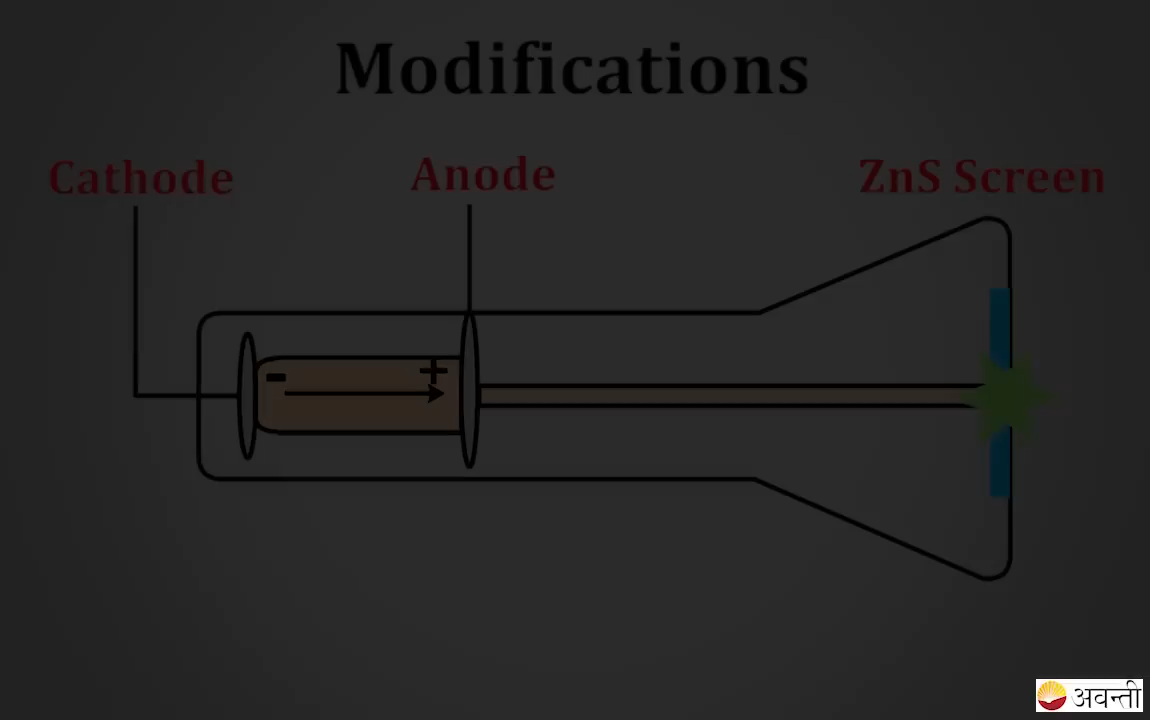 Modifications
Cathode
Anode
ZnS Screen
-
+
अवन्ती